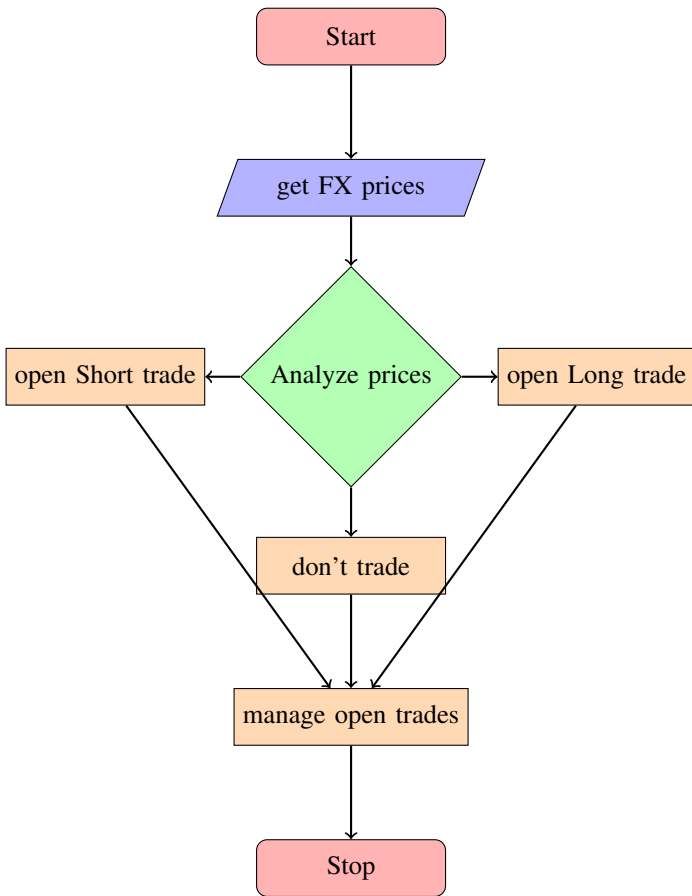 Start
get FX prices
open Short trade
Analyze prices
open Long trade
don't trade
manage open trades
Stop